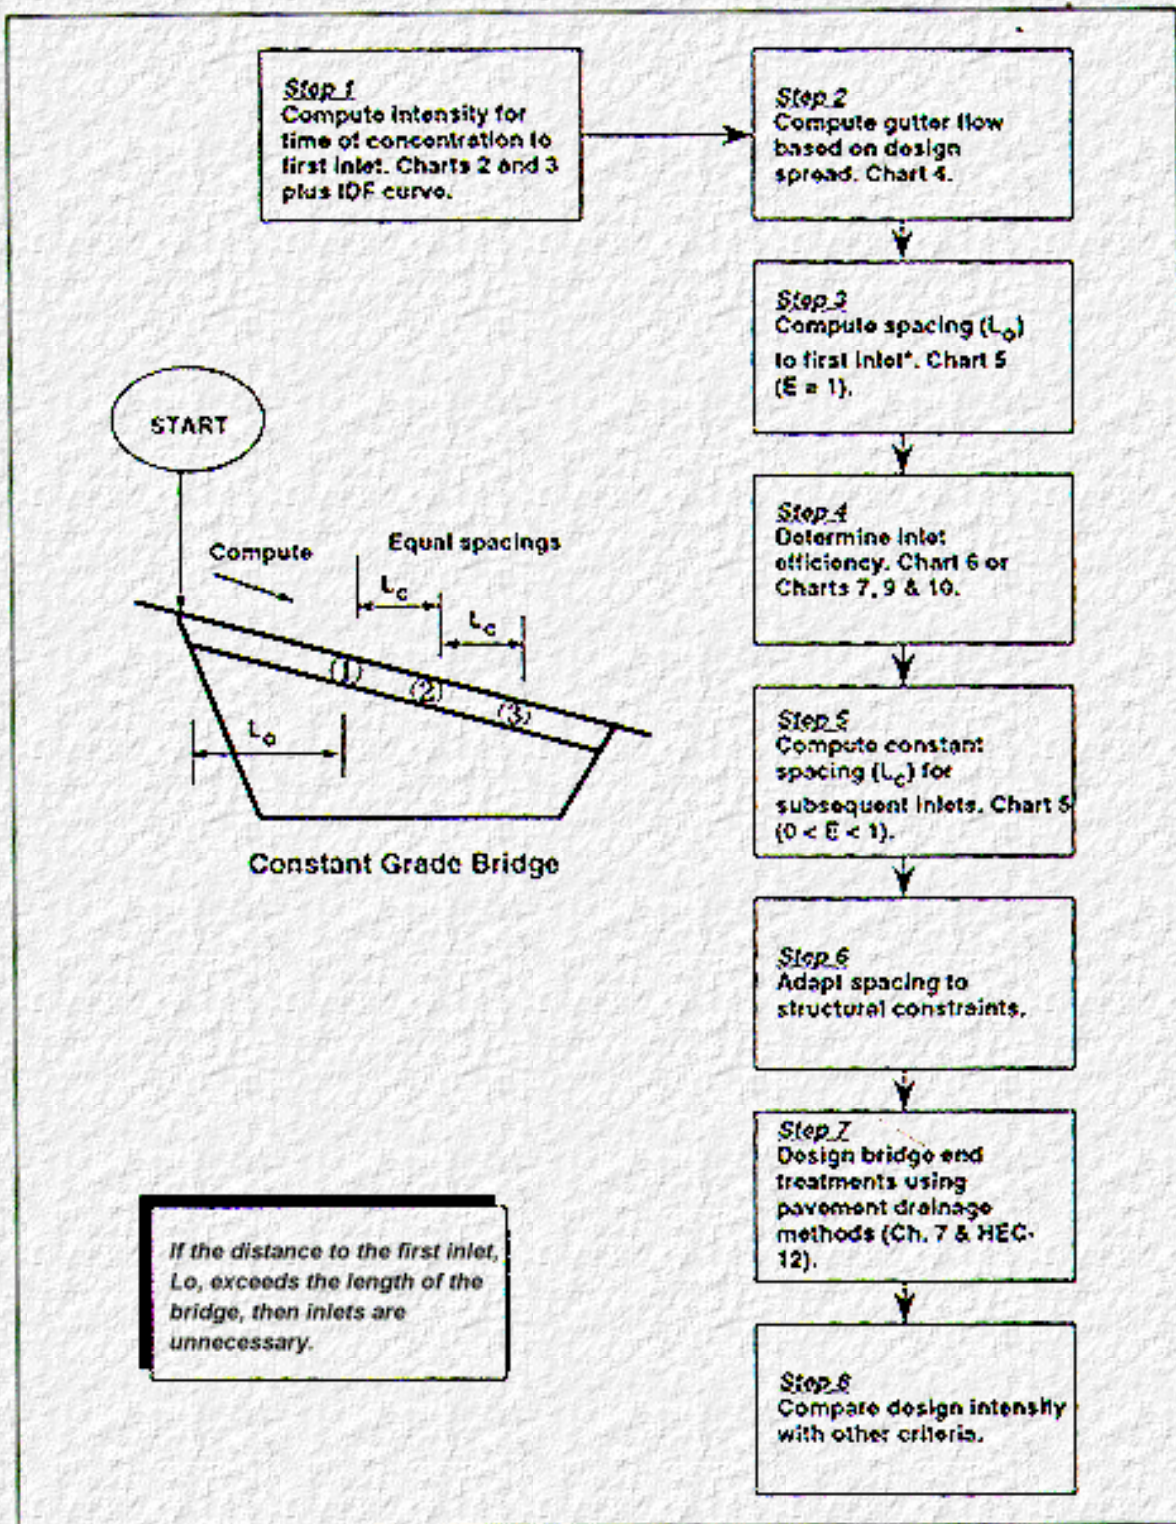 Step 1
Compute intensity for
time of concentration to
first inlet. Charts 2 and 3
plus IDF curve.
Step 2
Compute gutter flow
based on design
spread. Chart 4.
Step 3
Compute spacing (Lo)
to first inlet*. Chart 5
(E = 1).
Step 4
Determine inlet
efficiency. Chart 6 or
Charts 7, 9 & 10.
Step 5
Compute constant
spacing (Lc) for
subsequent inlets. Chart 5
(0 < E < 1).
Step 6
Adapt spacing to
structural constraints.
Step 7
Design bridge end
treatments using
pavement drainage
methods (Ch. 7 & HEC-
12).
Step 8
Compare design intensity
with other criteria.
START
Compute
Equal spacings
Lc
Lc
(1)
(2)
(3)
Lo
Constant Grade Bridge
If the distance to the first inlet,
Lo, exceeds the length of the
bridge, then inlets are
unnecessary.